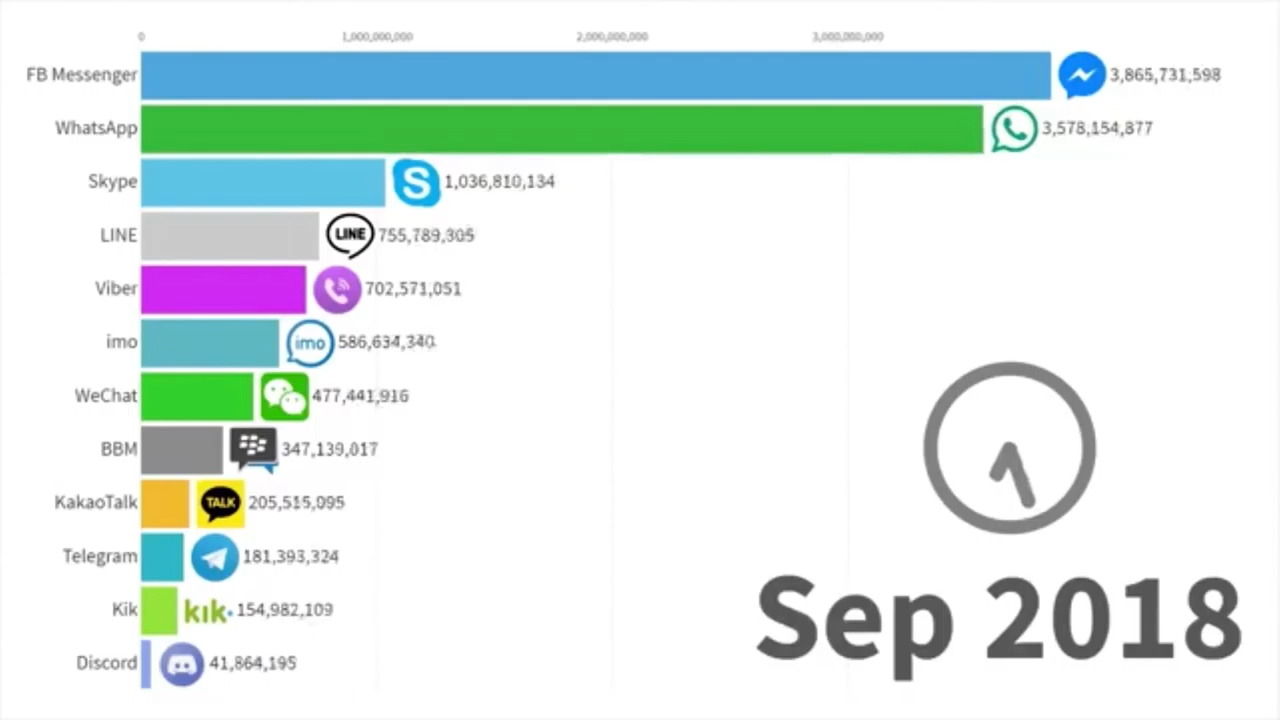 0 1,000,000,000 2,000,000,000 3,000,000,000
FB Messenger 3,865,731,598
WhatsApp 3,578,154,877
Skype S 1,036,810,134
LINE LINE 755,789,305
Viber 702,571,051
imo imo 586,634,340
WeChat 477,441,916
BBM 347,139,017
KakaoTalk TALK 205,515,095
Telegram 181,393,324
Kik kik. 154,982,109
Discord 41,864,195
Sep 2018